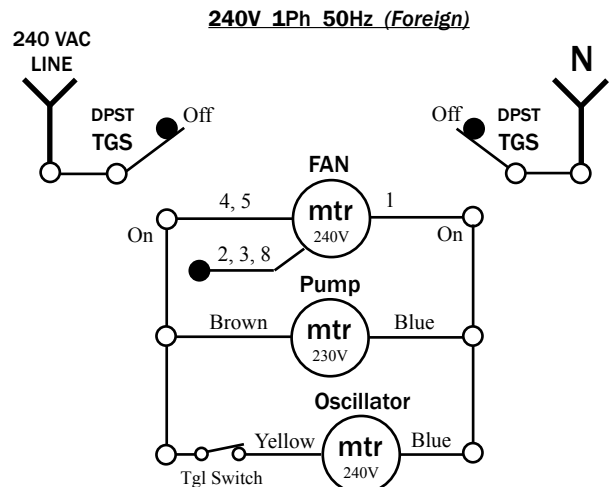 240V 1Ph 50Hz (Foreign)
240 VAC
LINE
N
DPST
TGS
Off
Off
DPST
TGS
FAN
4, 5
mtr
240V
1
On
On
2, 3, 8
Pump
Brown
mtr
230V
Blue
Oscillator
Yellow
mtr
240V
Blue
Tgl Switch